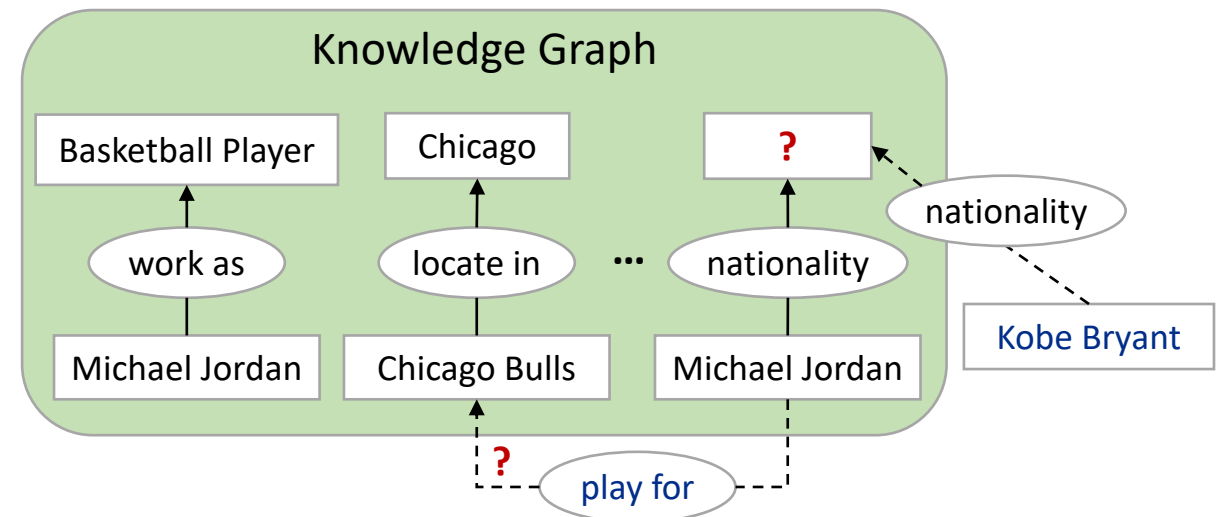 Knowledge Graph
Basketball Player
Chicago
?
work as
locate in
...
nationality
nationality
Michael Jordan
Chicago Bulls
Michael Jordan
Kobe Bryant
?
play for